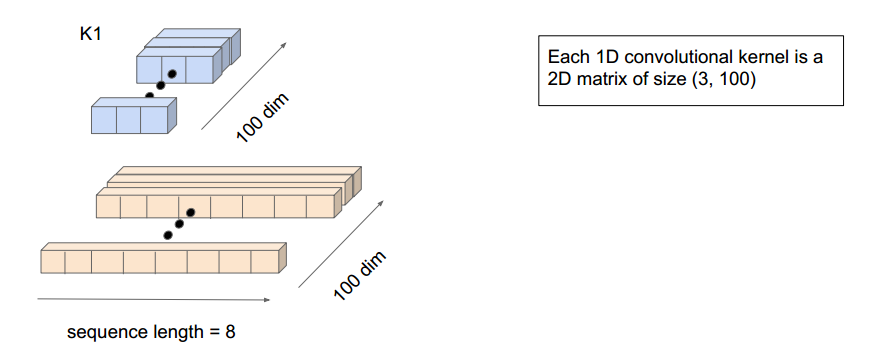 K1
Each 1D convolutional kernel is a
2D matrix of size (3, 100)
100 dim
100 dim
sequence length = 8